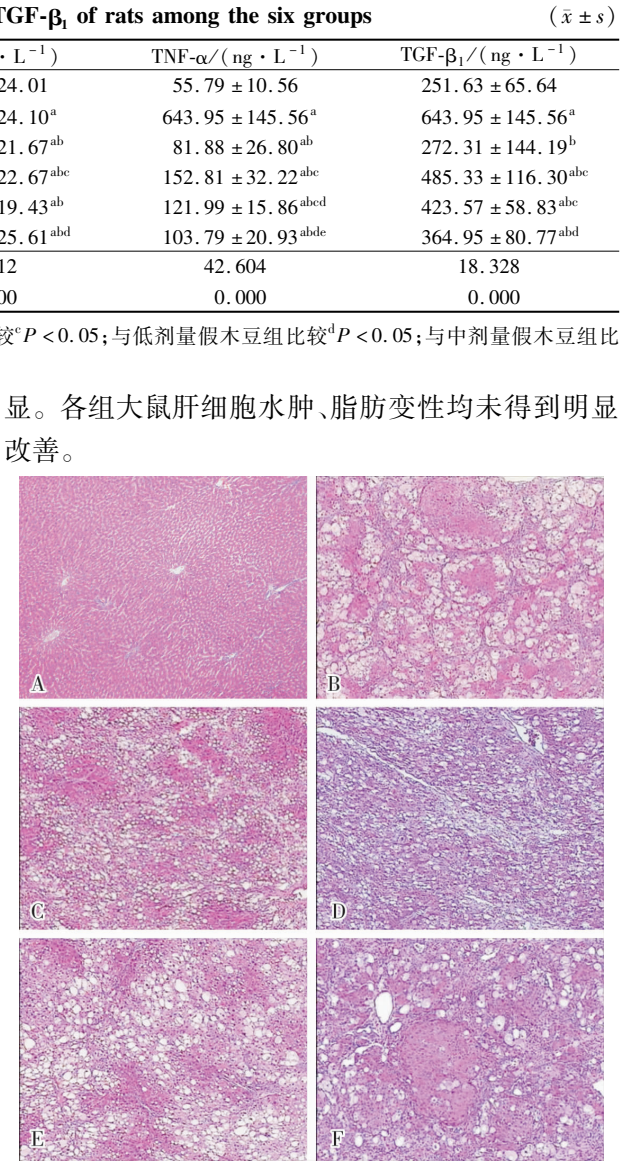 TGF-β₁ of rats among the six groups (x̄ ± s)
· L⁻¹) TNF-α/(ng · L⁻¹) TGF-β₁/(ng · L⁻¹)
24.01 55.79 ±10.56 251.63 ±65.64
24.10ᵃ 643.95 ±145.56ᵃ 643.95 ±145.56ᵃ
21.67ᵃᵇ 81.88 ±26.80ᵃᵇ 272.31 ±144.19ᵇ
22.67ᵃᵇᶜ 152.81 ±32.22ᵃᵇᶜ 485.33 ±116.30ᵃᵇᶜ
19.43ᵃᵇ 121.99 ±15.86ᵃᵇᶜᵈ 423.57 ±58.83ᵃᵇᶜ
25.61ᵃᵇᵈ 103.79 ±20.93ᵃᵇᵈᵉ 364.95 ±80.77ᵃᵇᵈ
12 42.604 18.328
00 0.000 0.000
较ᶜP <0.05;与低剂量假木豆组比较ᵈP <0.05;与中剂量假木豆组比
显。各组大鼠肝细胞水肿、脂肪变性均未得到明显
改善。
A B
C D
E F